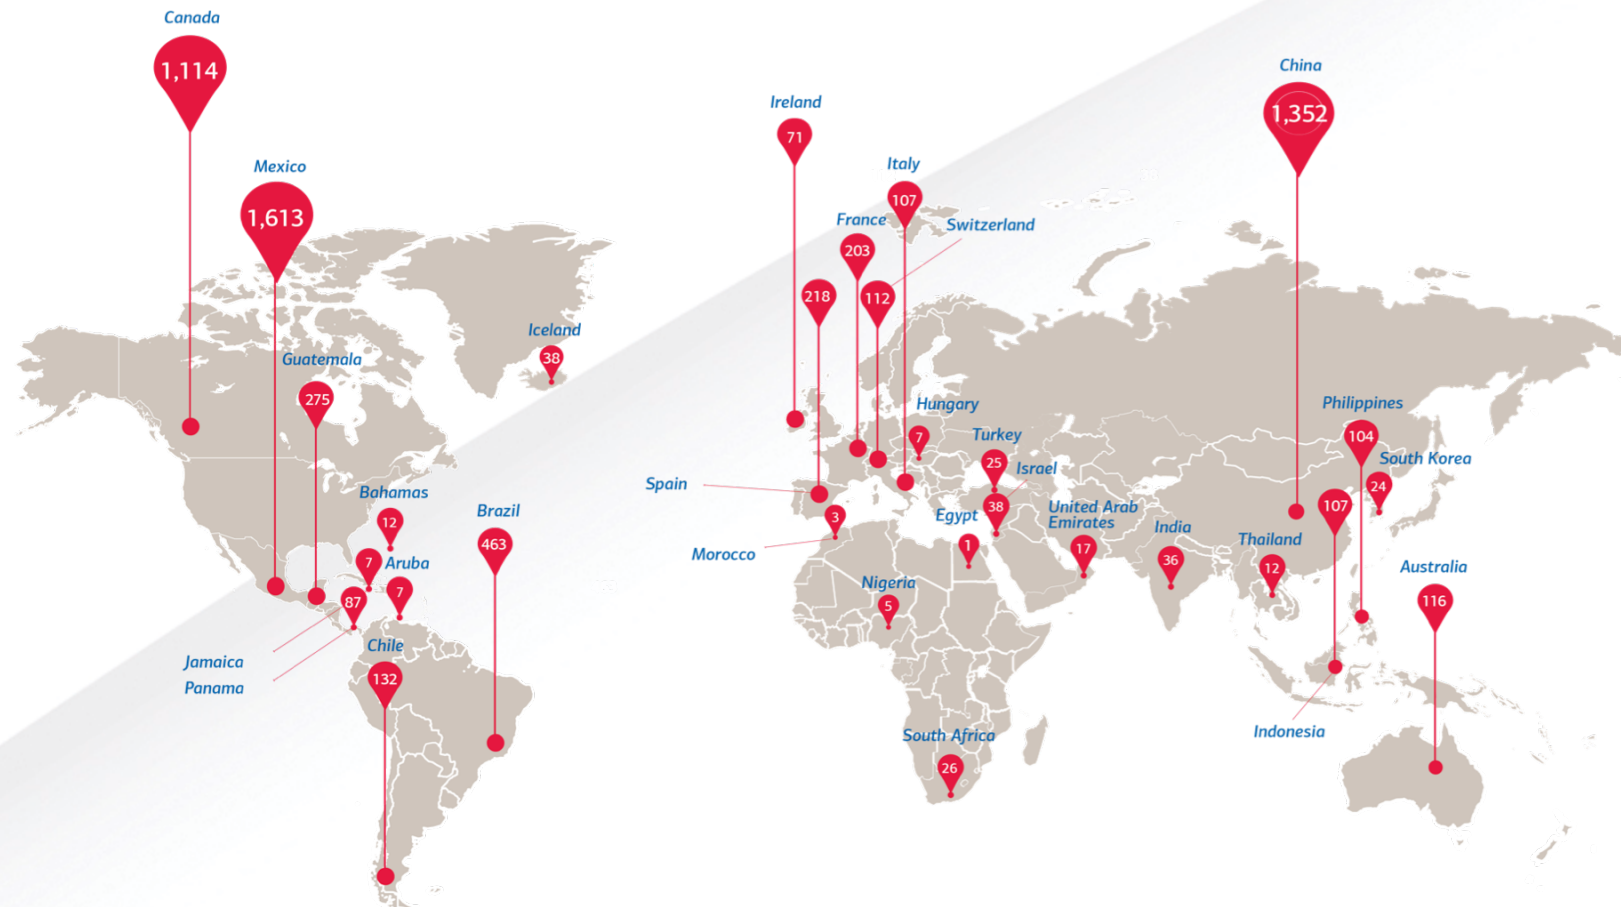 Canada
1,114
Mexico
1,613
Guatemala
275
Iceland
38
Bahamas
12
Brazil
463
7
Aruba
7
87
Jamaica
Panama
Chile
132
Ireland
71
Italy
107
France
203
Switzerland
112
218
Spain
Hungary
7
Turkey
25
Israel
38
Morocco
3
Egypt
1
United Arab
Emirates
17
Nigeria
5
South Africa
26
India
36
China
1,352
Philippines
104
South Korea
24
107
Thailand
12
Indonesia
Australia
116